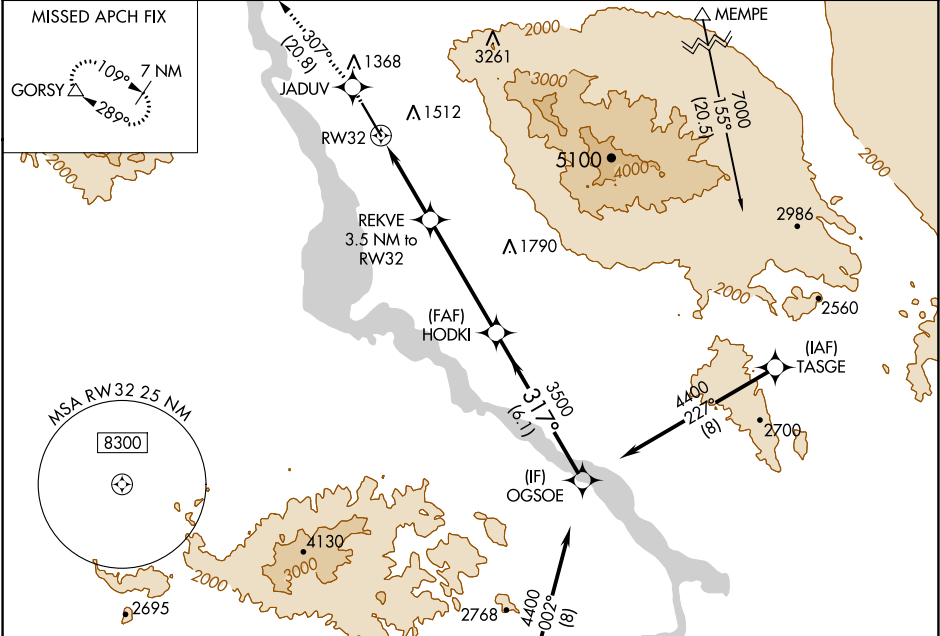 MISSED APCH FIX
GORSY
109°
7 NM
289°
2000
307°
(20.8)
1368
JADUV
1512
RW32
REKVE
3.5 NM to
RW32
1790
(FAF)
HODKI
3500
317°
(6.1)
(IF)
OGSOE
2000
3261
3000
5100
4000
MEMPE
7000
155°
(20.5)
2986
2000
2000
2560
(IAF)
TASGE
4400
227°
(8)
2700
MSA RW32 25 NM
8300
4130
3000
2000
2695
2768
4400
002°
(8)